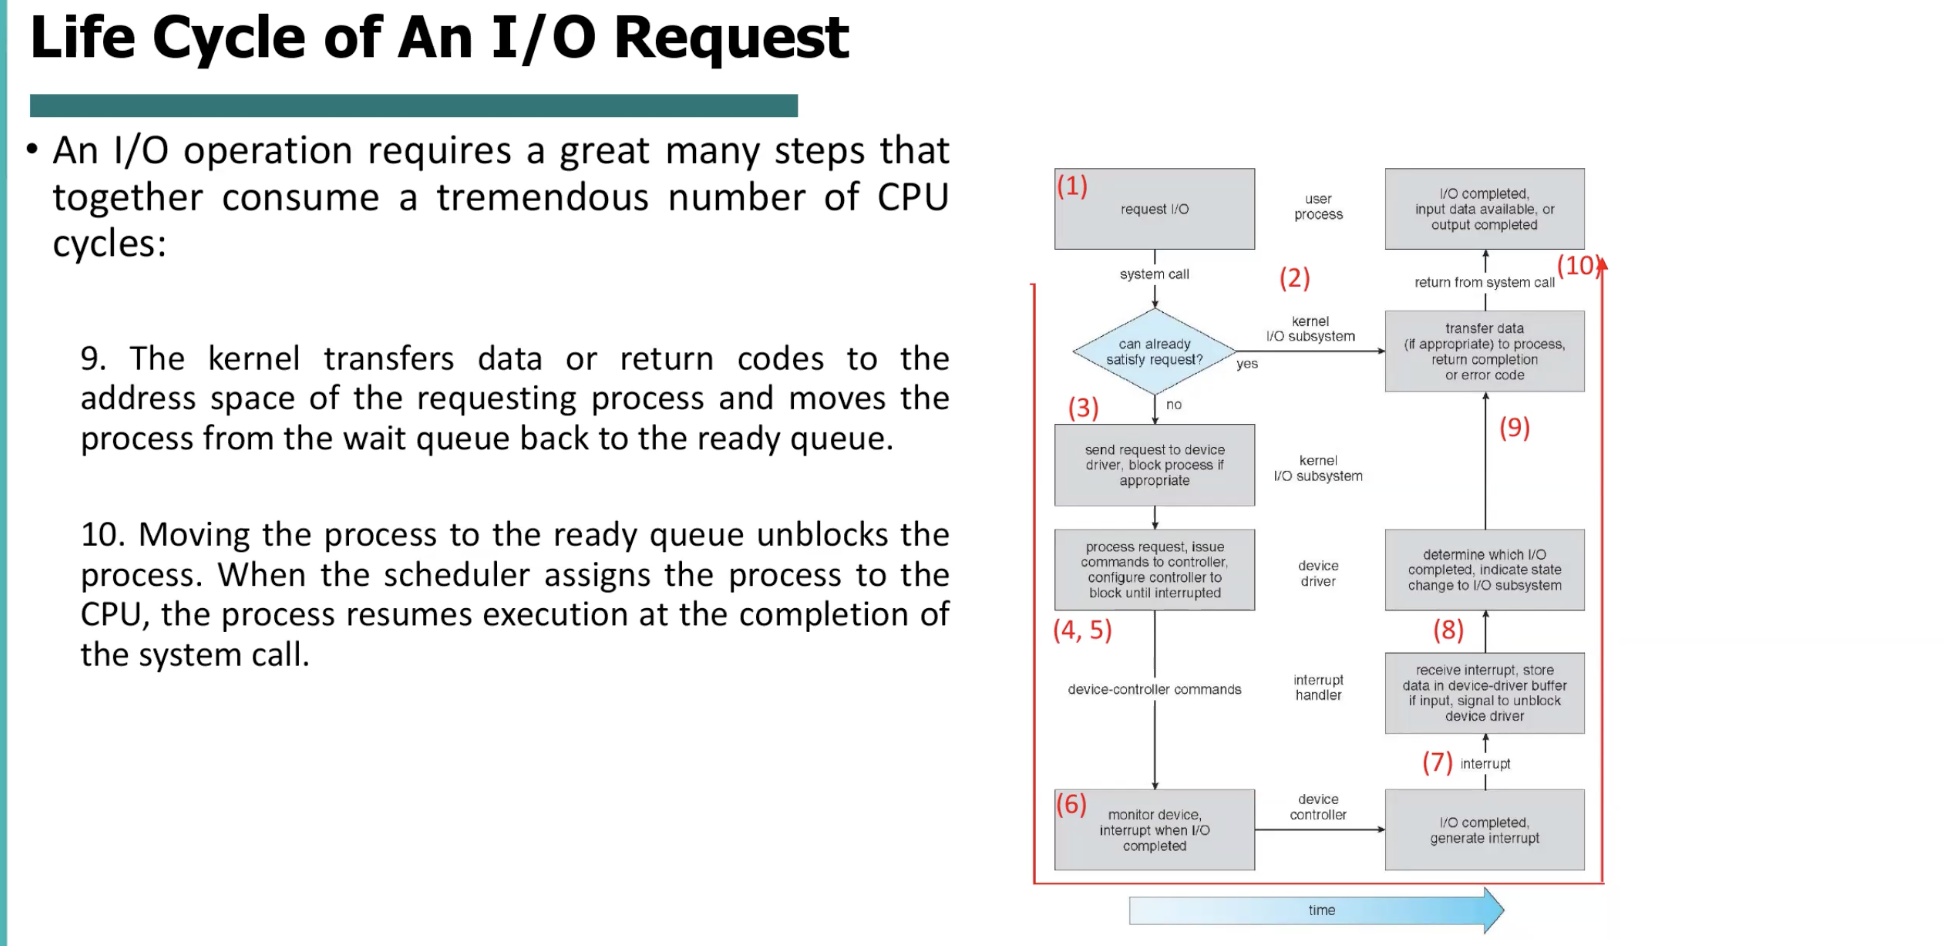 Life Cycle of An I/O Request
• An I/O operation requires a great many steps that
together consume a tremendous number of CPU
cycles:
9. The kernel transfers data or return codes to the
address space of the requesting process and moves the
process from the wait queue back to the ready queue.
10. Moving the process to the ready queue unblocks the
process. When the scheduler assigns the process to the
CPU, the process resumes execution at the completion of
the system call.
(1)
request I/O
user
process
I/O completed,
input data available, or
output completed
system call
(2)
return from system call
(10)
can already
satisfy request?
kernel
I/O subsystem
yes
transfer data
(if appropriate) to process,
return completion
or error code
no
(3)
(9)
send request to device
driver, block process if
appropriate
kernel
I/O subsystem
process request, issue
commands to controller,
configure controller to
block until interrupted
device
driver
determine which I/O
completed, indicate state
change to I/O subsystem
(4, 5)
(8)
device-controller commands
interrupt
handler
receive interrupt, store
data in device-driver buffer
if input, signal to unblock
device driver
(7)
interrupt
(6)
monitor device,
interrupt when I/O
completed
device
controller
I/O completed,
generate interrupt
time